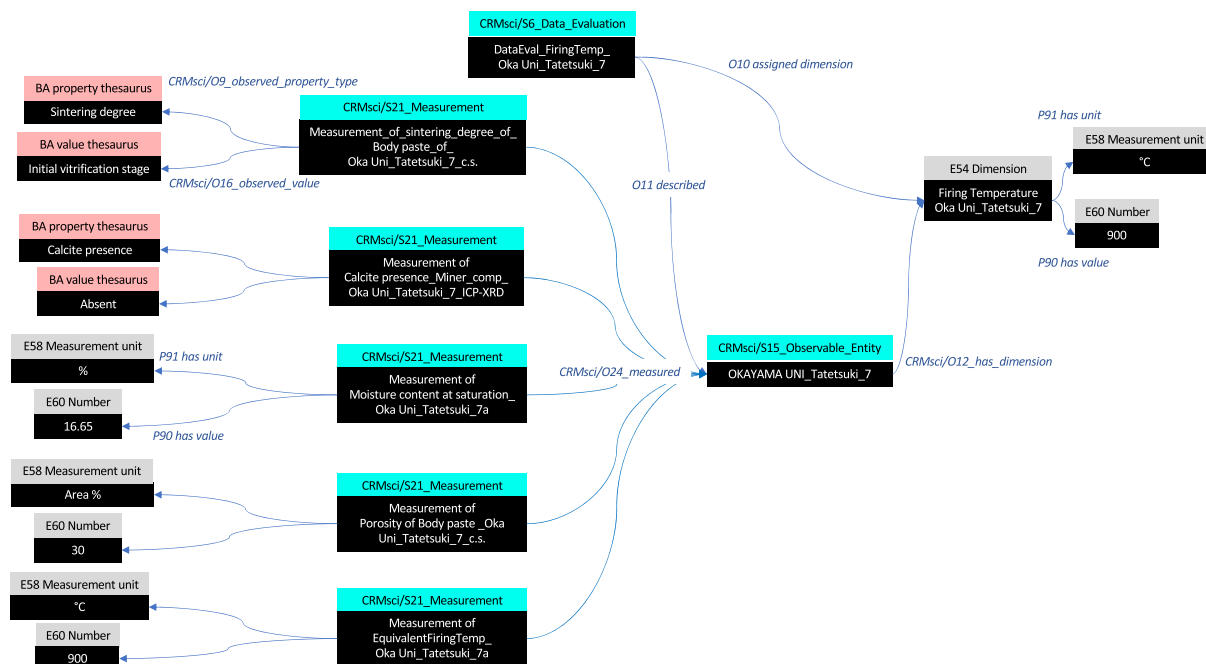 CRMsci/S6_Data_Evaluation
DataEval_FiringTemp_
Oka Uni_Tatetsuki_7
O10 assigned dimension
CRMsci/O9_observed_property_type
BA property thesaurus
Sintering degree
BA value thesaurus
Initial vitrification stage
CRMsci/O16_observed_value
CRMsci/S21_Measurement
Measurement_of_sintering_degree_of_
Body paste_of_
Oka Uni_Tatetsuki_7_c.s.
O11 described
P91 has unit
E58 Measurement unit
°C
E54 Dimension
Firing Temperature
Oka Uni_Tatetsuki_7
E60 Number
900
P90 has value
BA property thesaurus
Calcite presence
BA value thesaurus
Absent
CRMsci/S21_Measurement
Measurement of
Calcite presence_Miner_comp_
Oka Uni_Tatetsuki_7_ICP-XRD
E58 Measurement unit
%
P91 has unit
E60 Number
16.65
P90 has value
CRMsci/S21_Measurement
Measurement of
Moisture content at saturation_
Oka Uni_Tatetsuki_7a
CRMsci/O24_measured
CRMsci/S15_Observable_Entity
OKAYAMA UNI_Tatetsuki_7
CRMsci/O12_has_dimension
E58 Measurement unit
Area %
E60 Number
30
CRMsci/S21_Measurement
Measurement of
Porosity of Body paste _Oka
Uni_Tatetsuki_7_c.s.
E58 Measurement unit
°C
E60 Number
900
CRMsci/S21_Measurement
Measurement of
EquivalentFiringTemp_
Oka Uni_Tatetsuki_7a